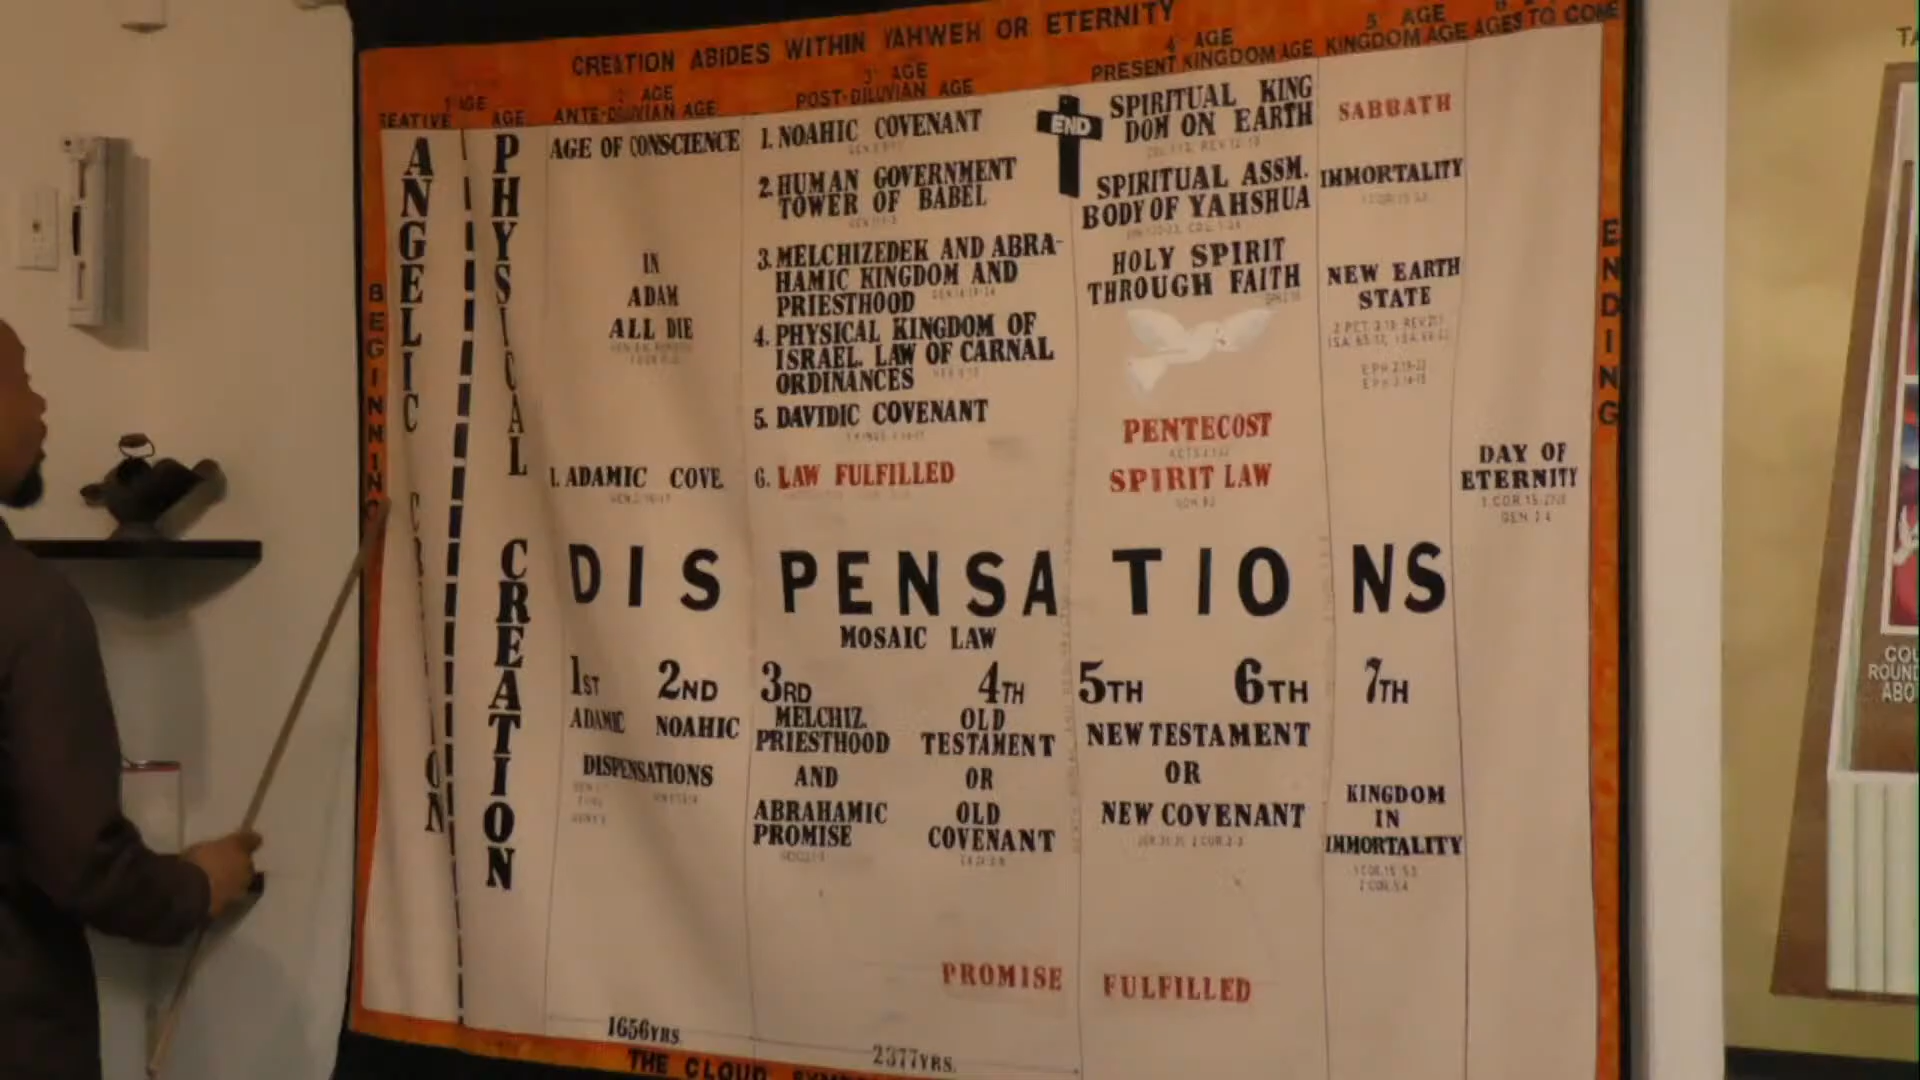 CREATION ABIDES WITHIN YAHWEH OR ETERNITY
1ST AGE
AGE
ANTE-DILUVIAN AGE
3D AGE
POST-DILUVIAN AGE
4 AGE
PRESENT KINGDOM AGE
5 AGE
KINGDOM AGE
AGES TO COME
BEGINNING
ANGELIC
PHYSICAL CREATION
AGE OF CONSCIENCE
IN
ADAM
ALL DIE
1. ADAMIC COVE.
1. NOAHIC COVENANT
2. HUMAN GOVERNMENT
TOWER OF BABEL
3. MELCHIZEDEK AND ABRA-
HAMIC KINGDOM AND
PRIESTHOOD
4. PHYSICAL KINGDOM OF
ISRAEL. LAW OF CARNAL
ORDINANCES
5. DAVIDIC COVENANT
6. LAW FULFILLED
END
SPIRITUAL KING
DOM ON EARTH
SPIRITUAL ASSM.
BODY OF YAHSHUA
HOLY SPIRIT
THROUGH FAITH
PENTECOST
SPIRIT LAW
SABBATH
IMMORTALITY
NEW EARTH
STATE
DAY OF
ETERNITY
ENDING
DISPENSATIONS
MOSAIC LAW
1ST 2ND 3RD 4TH 5TH 6TH 7TH
ADAMIC NOAHIC
DISPENSATIONS
MELCHIZ.
PRIESTHOOD
AND
ABRAHAMIC
PROMISE
OLD
TESTAMENT
OR
OLD
COVENANT
NEW TESTAMENT
OR
NEW COVENANT
KINGDOM
IN
IMMORTALITY
PROMISE FULFILLED
1656YRS.
2377YRS.
THE CLOUD